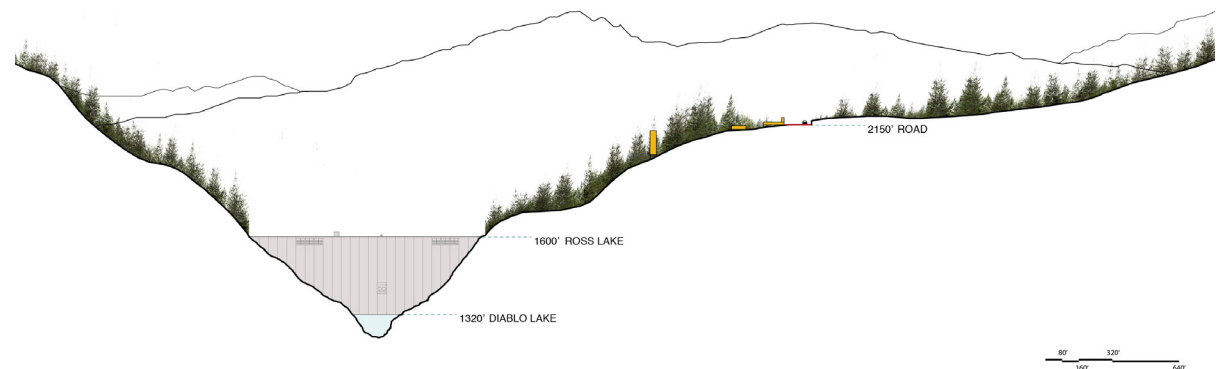 2150' ROAD
1600' ROSS LAKE
1320' DIABLO LAKE
80' 320'
160' 640'